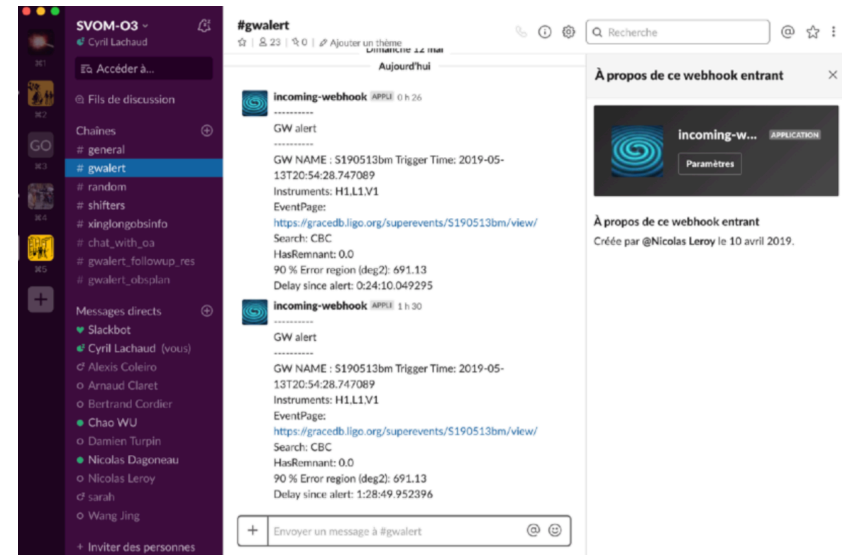 ⌘1
⌘2
GO
⌘3
⌘4
⌘5
+
SVOM-O3
Cyril Lachaud
Accéder à...
Fils de discussion
Chaînes
# general
# gwalert
# random
# shifters
# xinglongobsinfo
# chat_with_oa
# gwalert_followup_res
# gwalert_obsplan
Messages directs
Slackbot
Cyril Lachaud (vous)
Alexis Coleiro
Arnaud Claret
Bertrand Cordier
Chao WU
Damien Turpin
Nicolas Dagoneau
Nicolas Leroy
sarah
Wang Jing
+ Inviter des personnes
#gwalert
23 | 0 | Ajouter un thème
Dimanche 12 mai
Aujourd'hui
incoming-webhook APPLI 0 h 26
----------
GW alert
----------
GW NAME : S190513bm Trigger Time: 2019-05-
13T20:54:28.747089
Instruments: H1,L1,V1
EventPage:
https://gracedb.ligo.org/superevents/S190513bm/view/
Search: CBC
HasRemnant: 0.0
90 % Error region (deg2): 691.13
Delay since alert: 0:24:10.049295
incoming-webhook APPLI 1 h 30
----------
GW alert
----------
GW NAME : S190513bm Trigger Time: 2019-05-
13T20:54:28.747089
Instruments: H1,L1,V1
EventPage:
https://gracedb.ligo.org/superevents/S190513bm/view/
Search: CBC
HasRemnant: 0.0
90 % Error region (deg2): 691.13
Delay since alert: 1:28:49.952396
+ Envoyer un message à #gwalert @
Recherche @
À propos de ce webhook entrant ×
incoming-w... APPLICATION
Paramètres
À propos de ce webhook entrant
Créée par @Nicolas Leroy le 10 avril 2019.